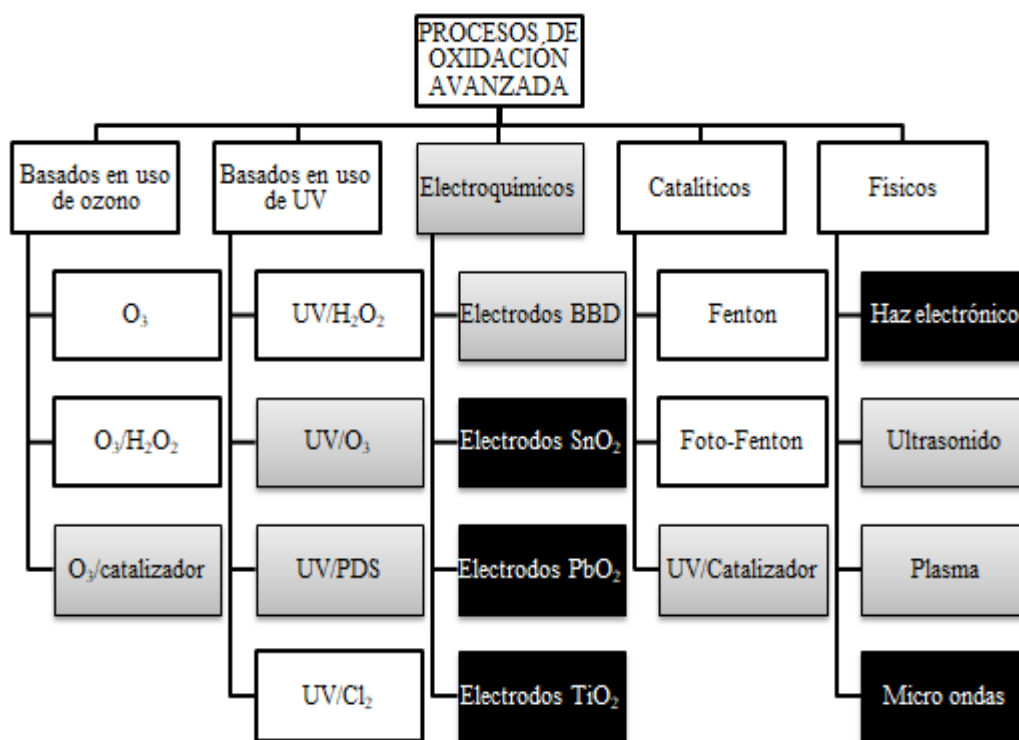 PROCESOS DE
OXIDACIÓN
AVANZADA
Basados en uso
de ozono
Basados en uso
de UV
Electroquímicos
Catalíticos
Físicos
O₃
UV/H₂O₂
Electrodos BBD
Fenton
Haz electrónico
O₃/H₂O₂
UV/O₃
Electrodos SnO₂
Foto-Fenton
Ultrasonido
O₃/catalizador
UV/PDS
Electrodos PbO₂
UV/Catalizador
Plasma
UV/Cl₂
Electrodos TiO₂
Micro ondas